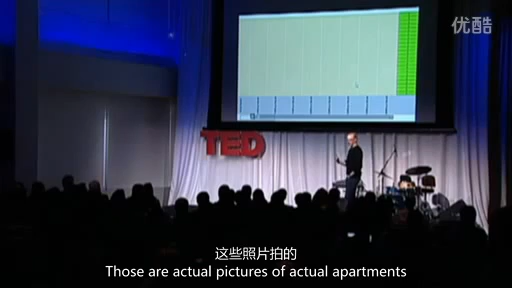 优酷
TED
这些照片拍的
Those are actual pictures of actual apartments